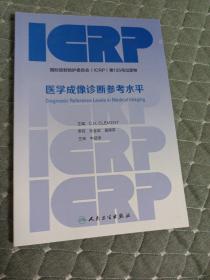 ICRP
国际放射防护委员会（ICRP）第135号出版物
医学成像诊断参考水平
Diagnostic Reference Levels in Medical Imaging
主编 C.H. CLEMENT
ICRP
ICRP
人民卫生出版社